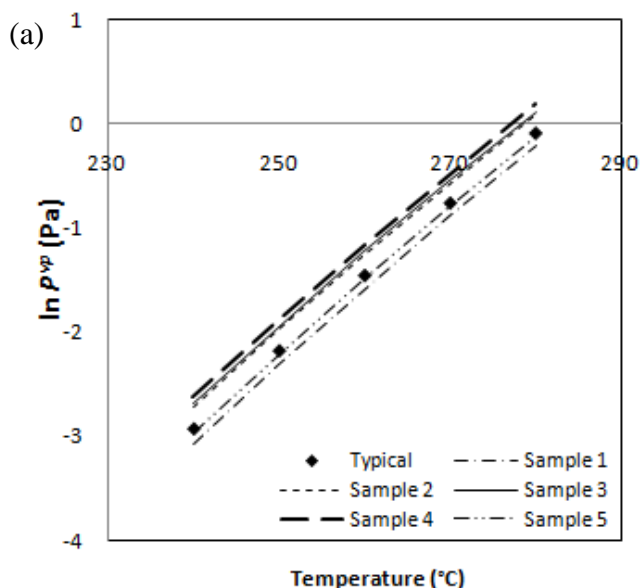 (a)
1
0
230 250 270 290
-1
-2
-3
-4
ln P^vp (Pa)
Typical Sample 1
Sample 2 Sample 3
Sample 4 Sample 5
Temperature (°C)